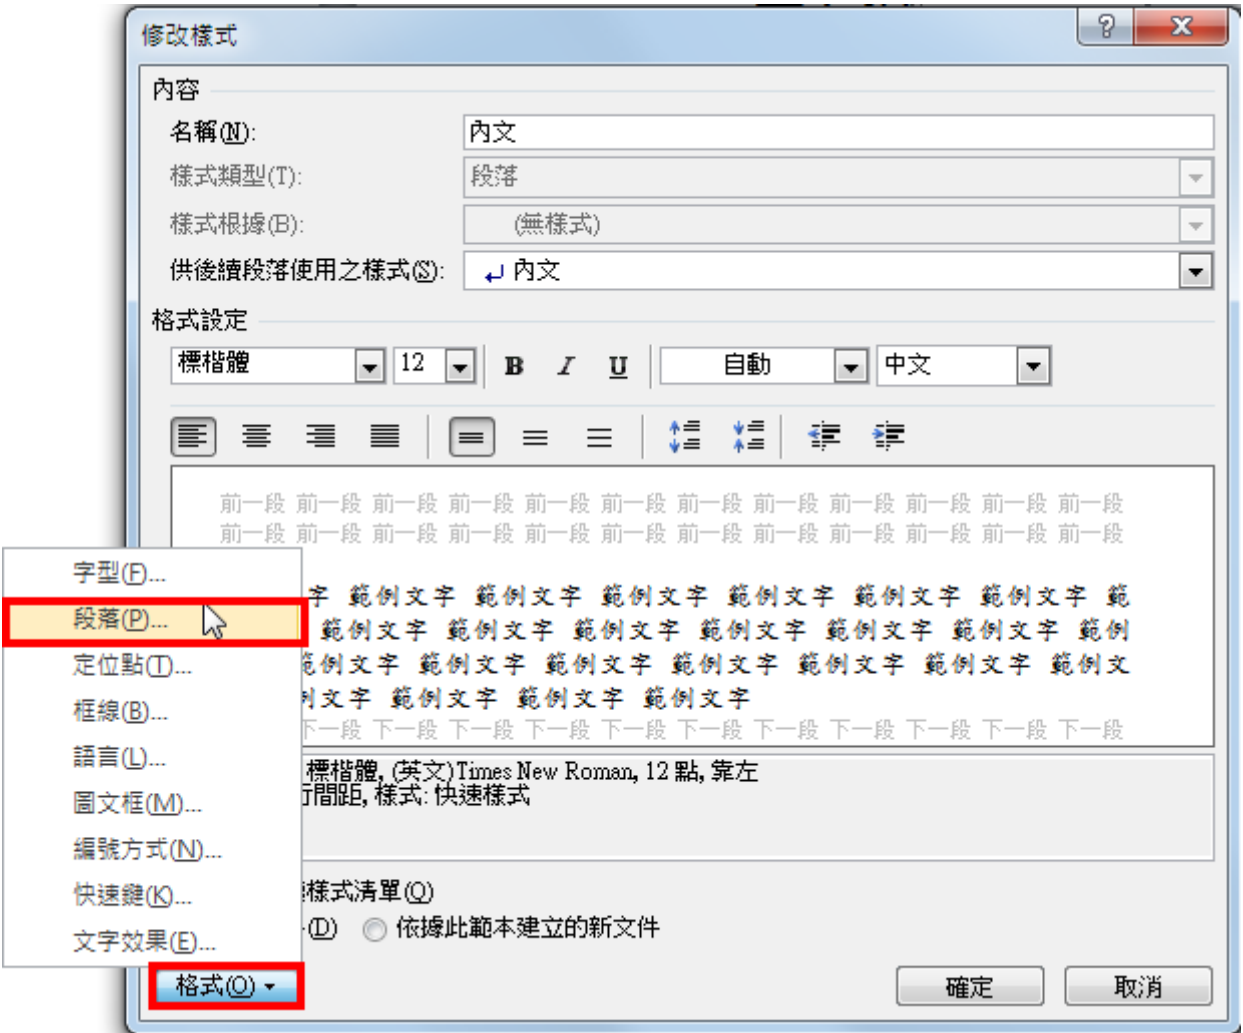 修改樣式
內容
名稱(N):
內文
樣式類型(T):
段落
樣式根據(B):
(無樣式)
供後續段落使用之樣式(S):
內文
格式設定
標楷體
12
B I U
自動
中文
前一段 前一段 前一段 前一段 前一段 前一段 前一段 前一段 前一段 前一段 前一段 前一段
前一段 前一段 前一段 前一段 前一段 前一段 前一段 前一段 前一段 前一段 前一段 前一段
字 範例文字 範例文字 範例文字 範例文字 範例文字 範例文字 範
範例文字 範例文字 範例文字 範例文字 範例文字 範例文字 範例
範例文字 範例文字 範例文字 範例文字 範例文字 範例文字 範例文
例文字 範例文字 範例文字 範例文字
下一段 下一段 下一段 下一段 下一段 下一段 下一段 下一段 下一段 下一段 下一段
標楷體, (英文)Times New Roman, 12 點, 靠左
行間距, 樣式: 快速樣式
樣式清單(Q)
(D)
依據此範本建立的新文件
字型(F)...
段落(P)...
定位點(T)...
框線(B)...
語言(L)...
圖文框(M)...
編號方式(N)...
快速鍵(K)...
文字效果(E)...
格式(O)
確定
取消